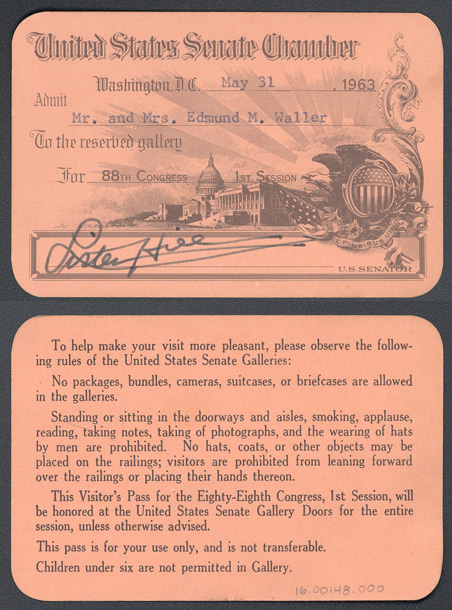 United States Senate Chamber
Washington, D.C. May 31, 1963
Admit
Mr. and Mrs. Edmund M. Waller
To the reserved gallery
For 88th Congress 1st Session
Lister Hill
E PLURIBUS UNUM
U.S. SENATOR
To help make your visit more pleasant, please observe the follow-
ing rules of the United States Senate Galleries:
No packages, bundles, cameras, suitcases, or briefcases are allowed
in the galleries.
Standing or sitting in the doorways and aisles, smoking, applause,
reading, taking notes, taking of photographs, and the wearing of hats
by men are prohibited. No hats, coats, or other objects may be
placed on the railings; visitors are prohibited from leaning forward
over the railings or placing their hands thereon.
This Visitor's Pass for the Eighty-Eighth Congress, 1st Session, will
be honored at the United States Senate Gallery Doors for the entire
session, unless otherwise advised.
This pass is for your use only, and is not transferable.
Children under six are not permitted in Gallery.
16.00148.000